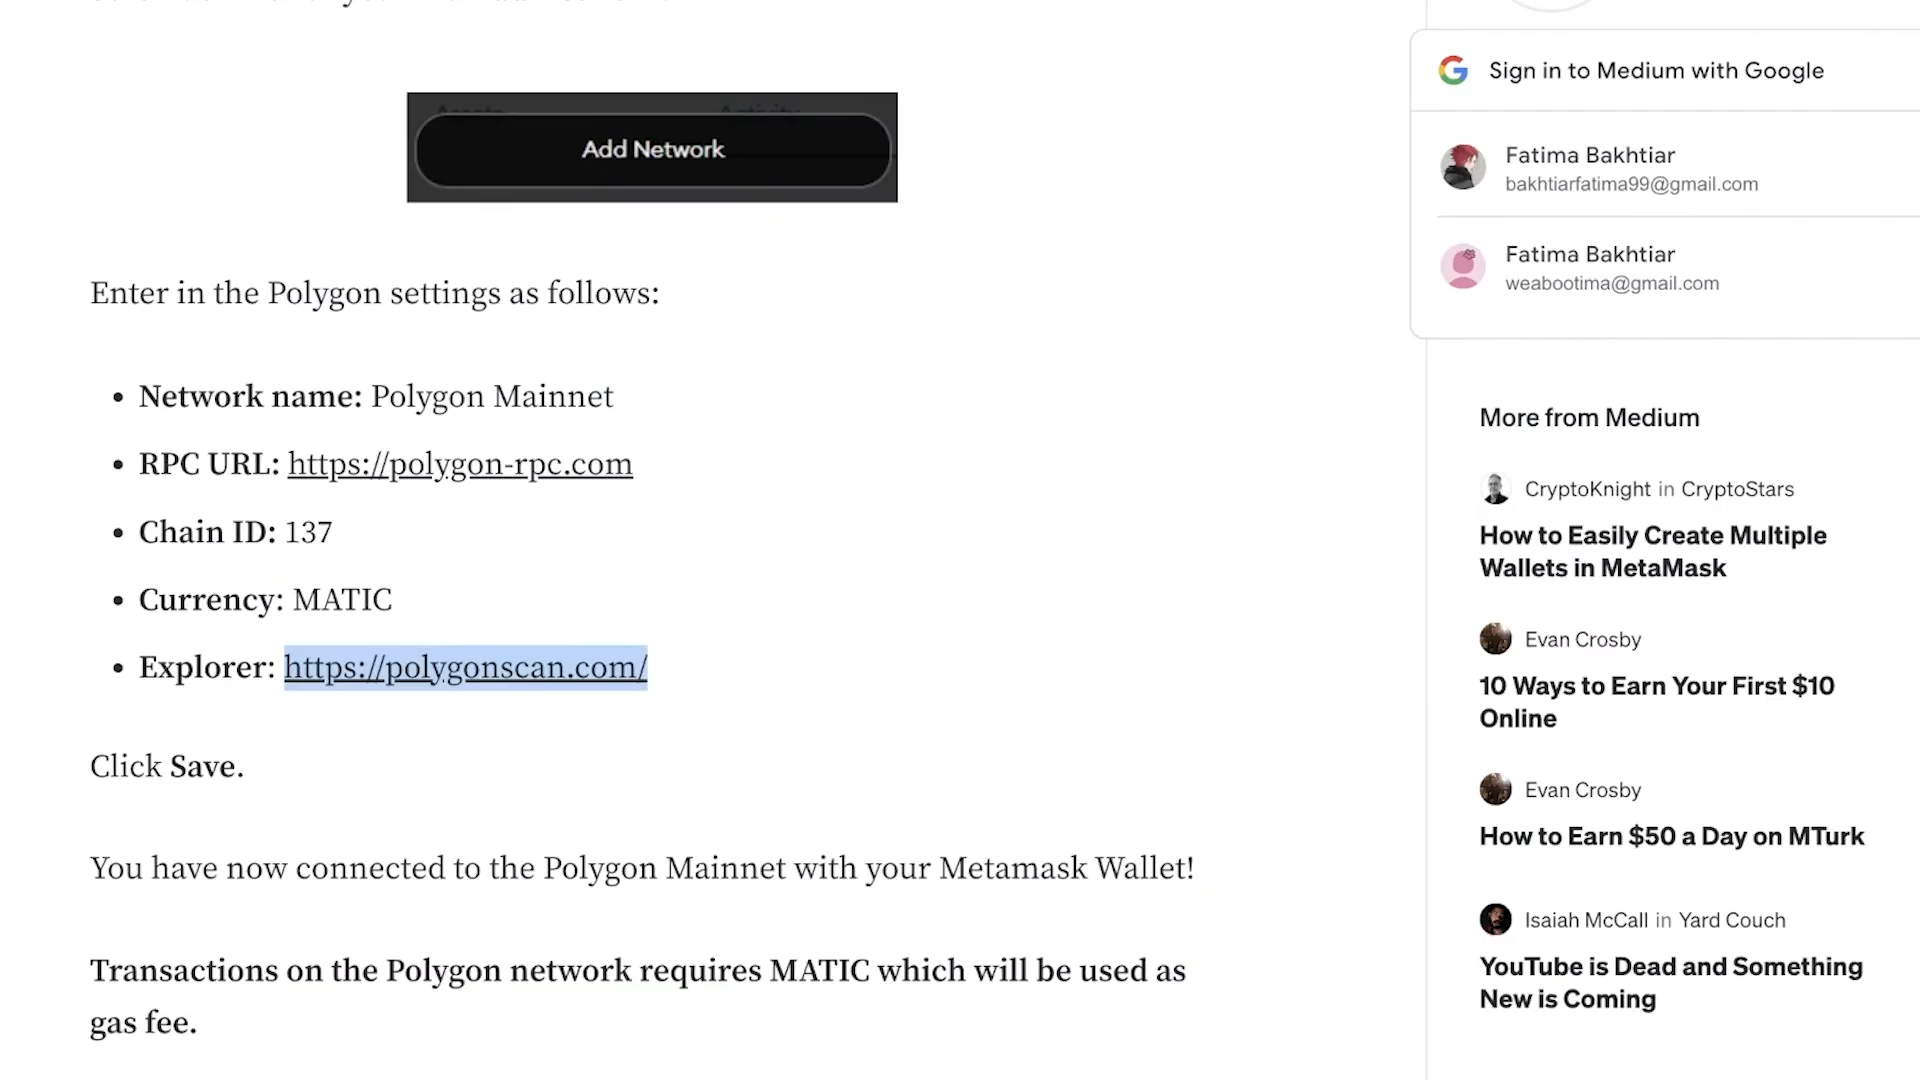 Add Network
Enter in the Polygon settings as follows:
• Network name: Polygon Mainnet
• RPC URL: https://polygon-rpc.com
• Chain ID: 137
• Currency: MATIC
• Explorer: https://polygonscan.com/
Click Save.
You have now connected to the Polygon Mainnet with your Metamask Wallet!
Transactions on the Polygon network requires MATIC which will be used as
gas fee.
Sign in to Medium with Google
Fatima Bakhtiar
bakhtiarfatima99@gmail.com
Fatima Bakhtiar
weabootima@gmail.com
More from Medium
CryptoKnight in CryptoStars
How to Easily Create Multiple
Wallets in MetaMask
Evan Crosby
10 Ways to Earn Your First $10
Online
Evan Crosby
How to Earn $50 a Day on MTurk
Isaiah McCall in Yard Couch
YouTube is Dead and Something
New is Coming